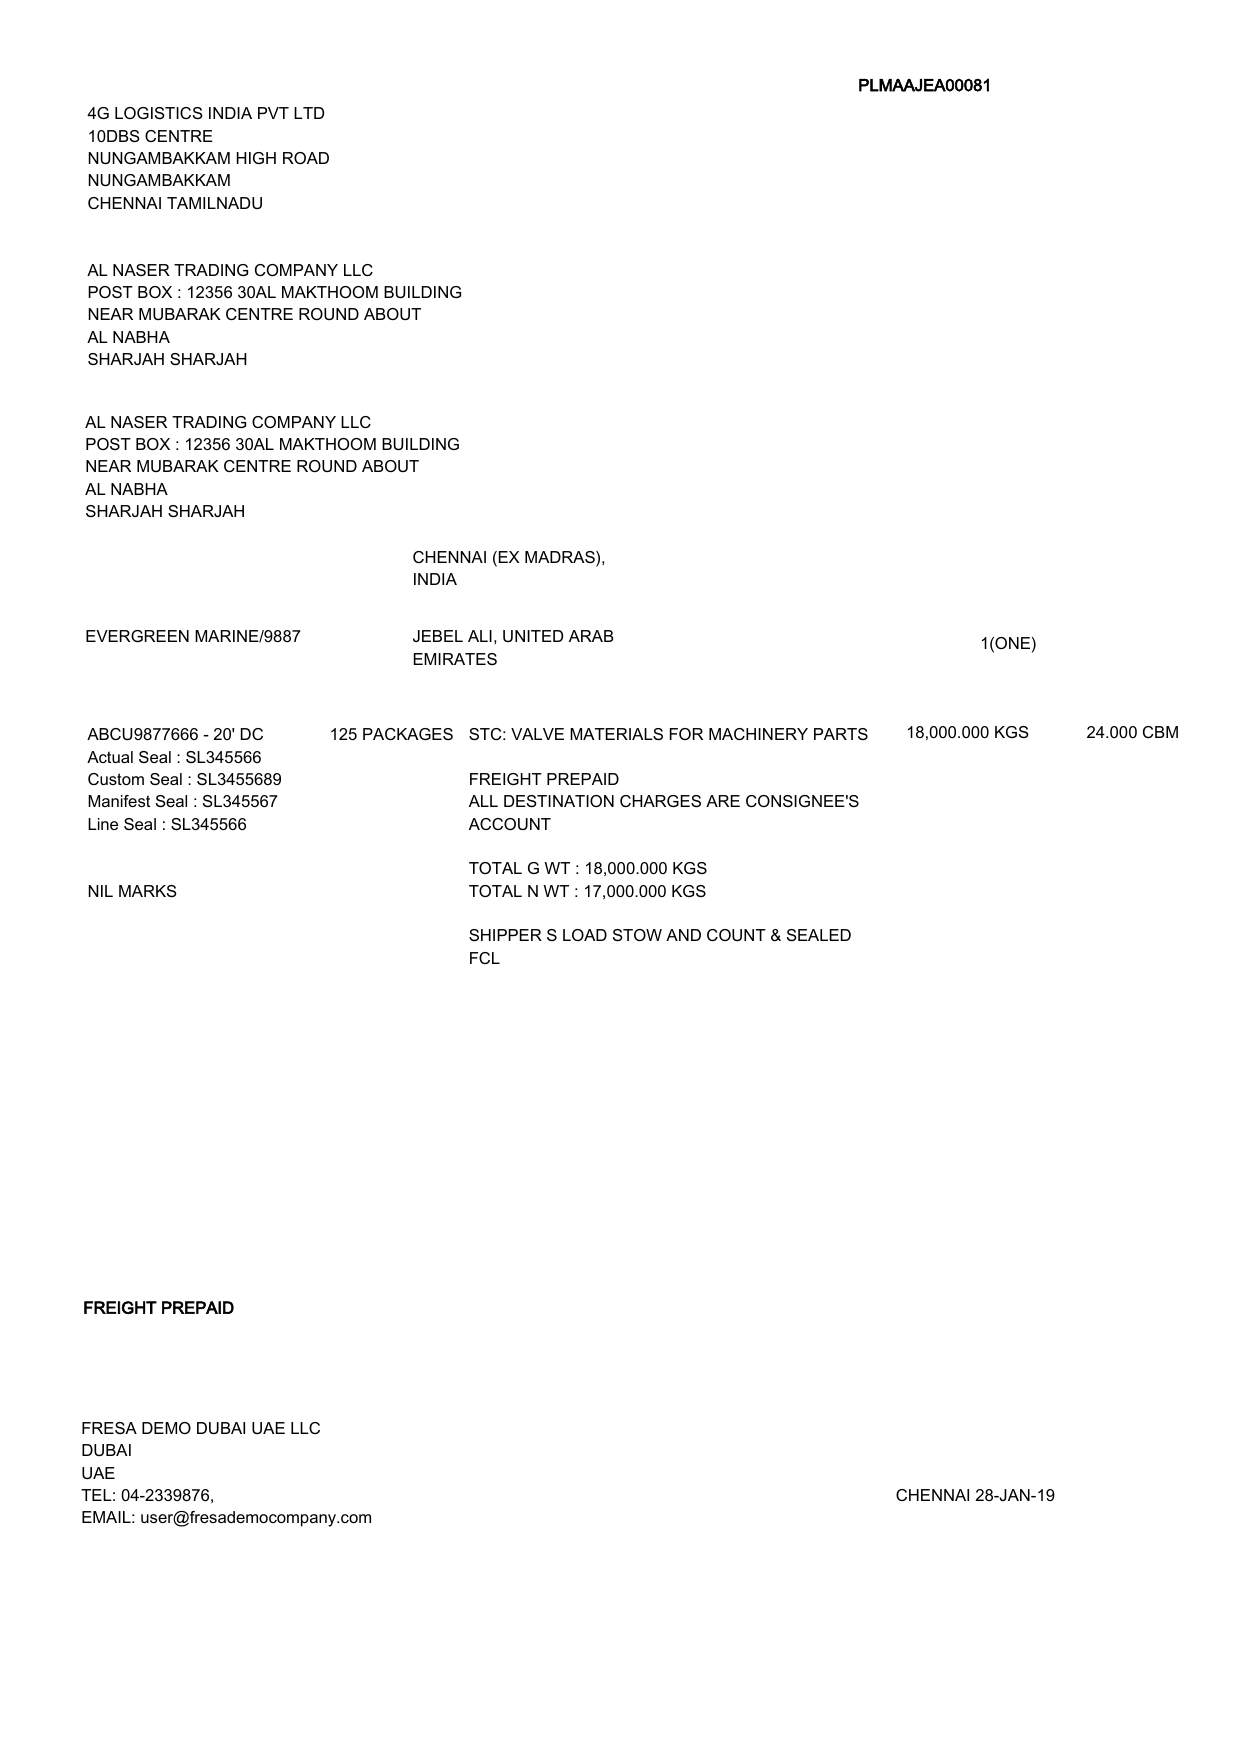 PLMAAJEA00081
4G LOGISTICS INDIA PVT LTD
10DBS CENTRE
NUNGAMBAKKAM HIGH ROAD
NUNGAMBAKKAM
CHENNAI TAMILNADU
AL NASER TRADING COMPANY LLC
POST BOX : 12356 30AL MAKTHOOM BUILDING
NEAR MUBARAK CENTRE ROUND ABOUT
AL NABHA
SHARJAH SHARJAH
AL NASER TRADING COMPANY LLC
POST BOX : 12356 30AL MAKTHOOM BUILDING
NEAR MUBARAK CENTRE ROUND ABOUT
AL NABHA
SHARJAH SHARJAH
CHENNAI (EX MADRAS),
INDIA
EVERGREEN MARINE/9887 JEBEL ALI, UNITED ARAB 1(ONE)
EMIRATES
ABCU9877666 - 20' DC 125 PACKAGES STC: VALVE MATERIALS FOR MACHINERY PARTS 18,000.000 KGS 24.000 CBM
Actual Seal : SL345566
Custom Seal : SL3455689 FREIGHT PREPAID
Manifest Seal : SL345567 ALL DESTINATION CHARGES ARE CONSIGNEE'S
Line Seal : SL345566 ACCOUNT
TOTAL G WT : 18,000.000 KGS
NIL MARKS TOTAL N WT : 17,000.000 KGS
SHIPPER S LOAD STOW AND COUNT & SEALED
FCL
FREIGHT PREPAID
FRESA DEMO DUBAI UAE LLC
DUBAI
UAE
TEL: 04-2339876, CHENNAI 28-JAN-19
EMAIL: user@fresademocompany.com